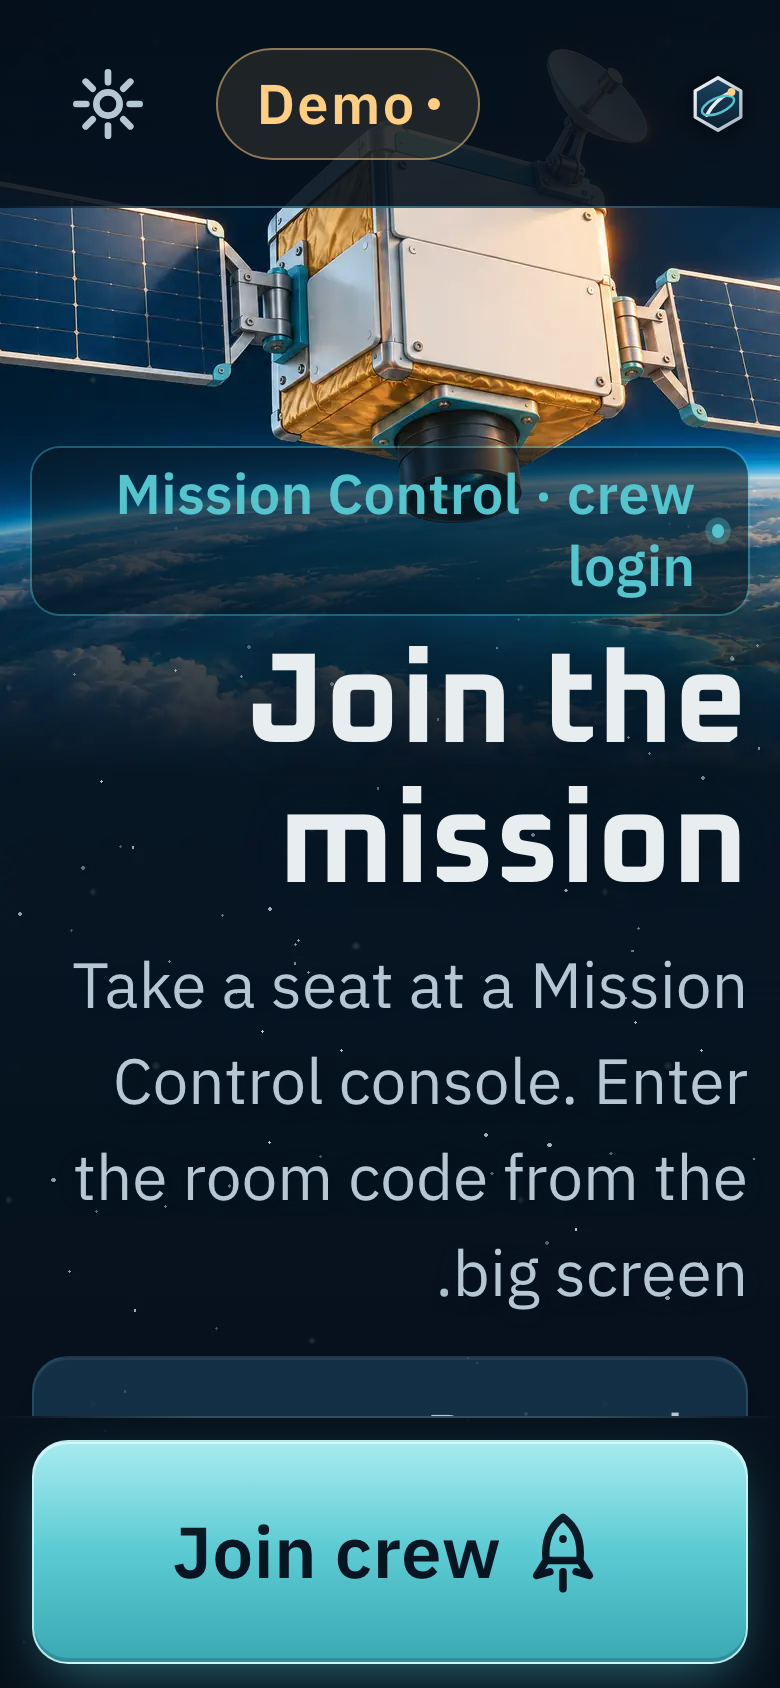 Demo
Mission Control · crew
login
Join the
mission
Take a seat at a Mission
Control console. Enter
the room code from the
.big screen
Join crew